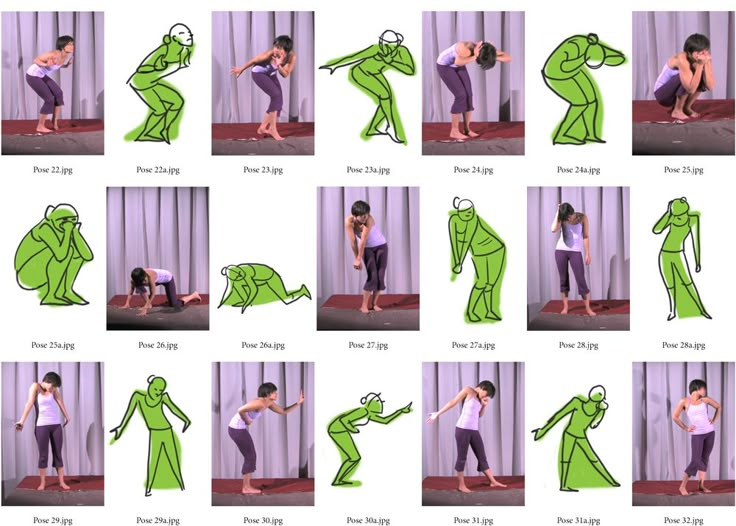 Pose 22.jpg
Pose 22a.jpg
Pose 23.jpg
Pose 23a.jpg
Pose 24.jpg
Pose 24a.jpg
Pose 25.jpg
Pose 25a.jpg
Pose 26.jpg
Pose 26a.jpg
Pose 27.jpg
Pose 27a.jpg
Pose 28.jpg
Pose 28a.jpg
Pose 29.jpg
Pose 29a.jpg
Pose 30.jpg
Pose 30a.jpg
Pose 31.jpg
Pose 31a.jpg
Pose 32.jpg